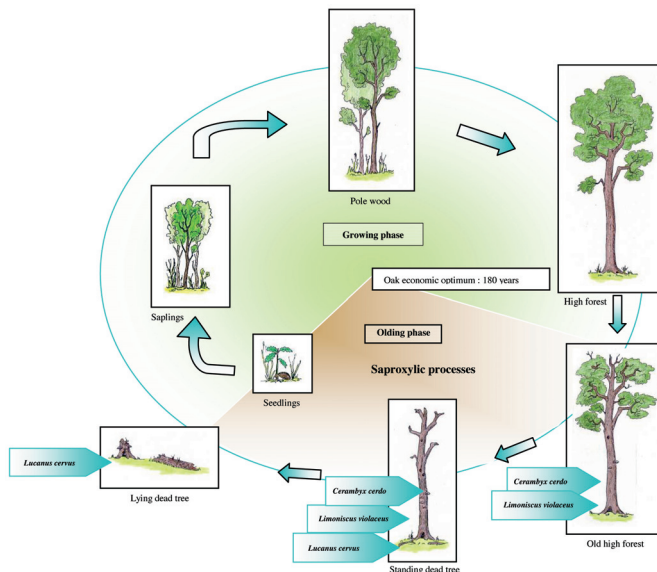 Pole wood
Growing phase
Oak economic optimum : 180 years
High forest
Saplings
Olding phase
Saproxylic processes
Seedlings
Lucanus cervus
Lying dead tree
Cerambyx cerdo
Limoniscus violaceus
Lucanus cervus
Standing dead tree
Cerambyx cerdo
Limoniscus violaceus
Old high forest